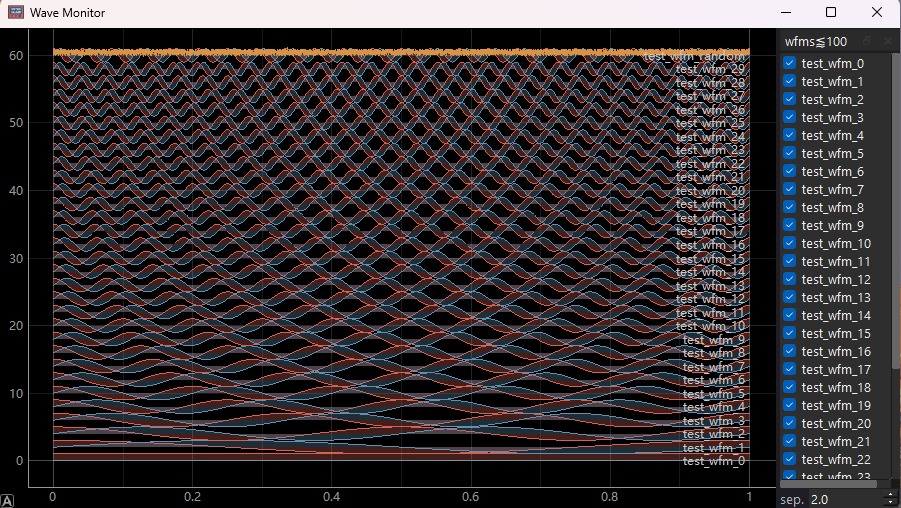 Wave Monitor
60
50
40
30
20
10
0
test_wfm_random
test_wfm_29
test_wfm_28
test_wfm_27
test_wfm_26
test_wfm_25
test_wfm_24
test_wfm_23
test_wfm_22
test_wfm_21
test_wfm_20
test_wfm_19
test_wfm_18
test_wfm_17
test_wfm_16
test_wfm_15
test_wfm_14
test_wfm_13
test_wfm_12
test_wfm_11
test_wfm_10
test_wfm_9
test_wfm_8
test_wfm_7
test_wfm_6
test_wfm_5
test_wfm_4
test_wfm_3
test_wfm_2
test_wfm_1
test_wfm_0
A
0 0.2 0.4 0.6 0.8 1
wfms≦100
test_wfm_0
test_wfm_1
test_wfm_2
test_wfm_3
test_wfm_4
test_wfm_5
test_wfm_6
test_wfm_7
test_wfm_8
test_wfm_9
test_wfm_10
test_wfm_11
test_wfm_12
test_wfm_13
test_wfm_14
test_wfm_15
test_wfm_16
test_wfm_17
test_wfm_18
test_wfm_19
test_wfm_20
test_wfm_21
test_wfm_22
test_wfm_23
sep. 2.0